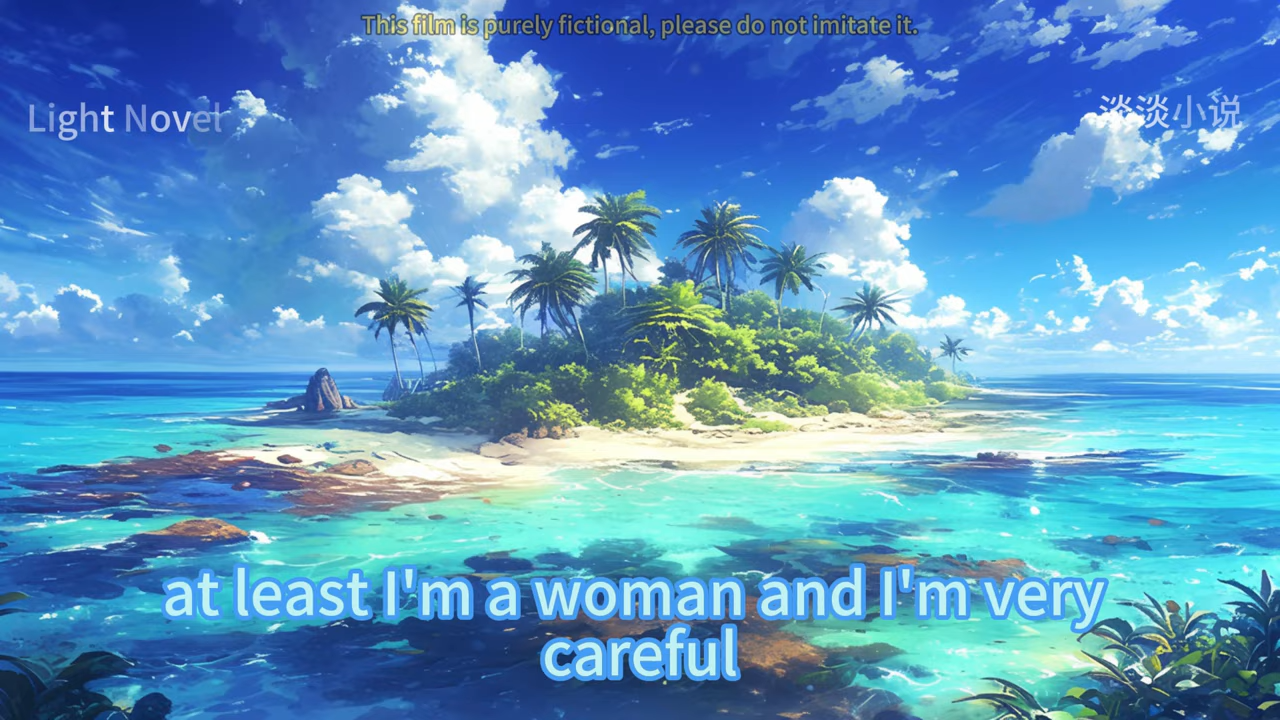 This film is purely fictional, please do not imitate it.
Light Novel
淡淡小说
at least I'm a woman and I'm very
careful